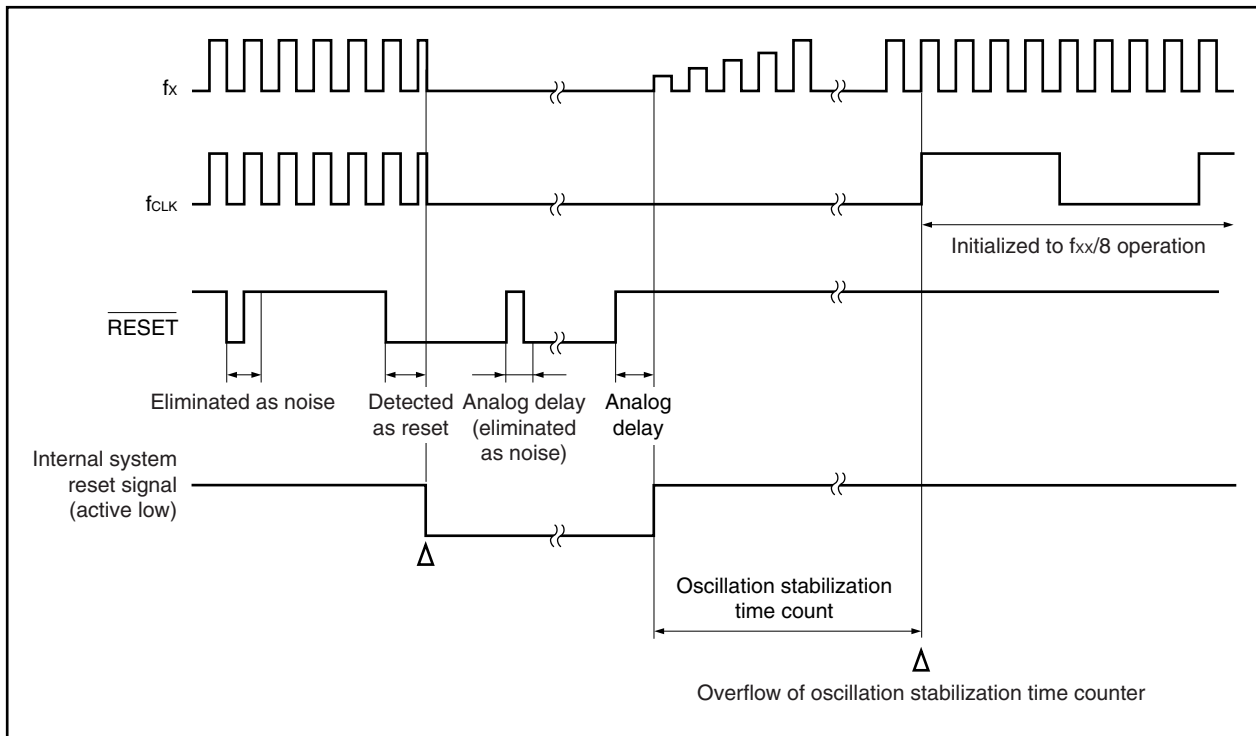 fX
fCLK
Initialized to fXX/8 operation
RESET
Eliminated as noise
Detected
as reset
Analog delay
(eliminated
as noise)
Analog
delay
Internal system
reset signal
(active low)
Oscillation stabilization
time count
Overflow of oscillation stabilization time counter